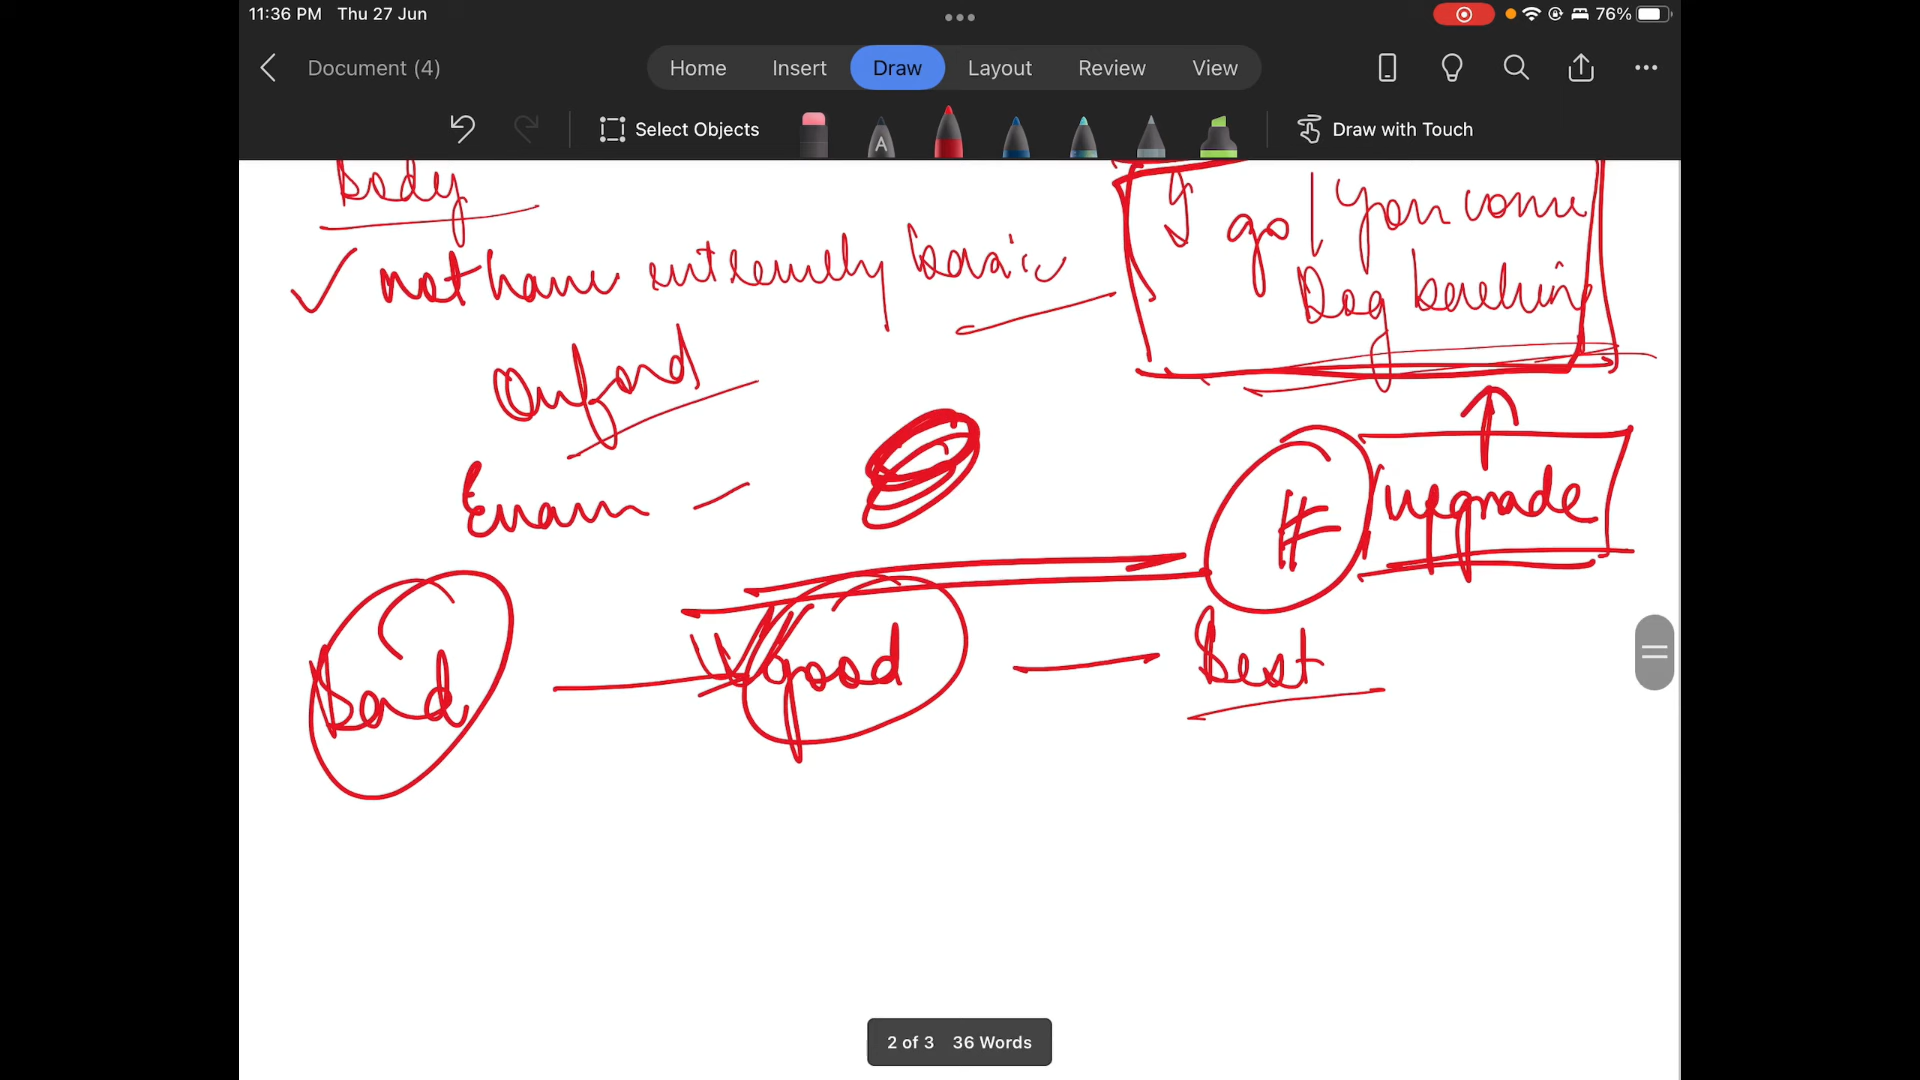 11:36 PM Thu 27 Jun
76%
Document (4)
Home Insert Draw Layout Review View
Select Objects
A
Draw with Touch
body
I go | You come
not have extremely basic
Dog barking
Oxford
Exam -
upgrade
bad
good
Best
2 of 3 36 Words